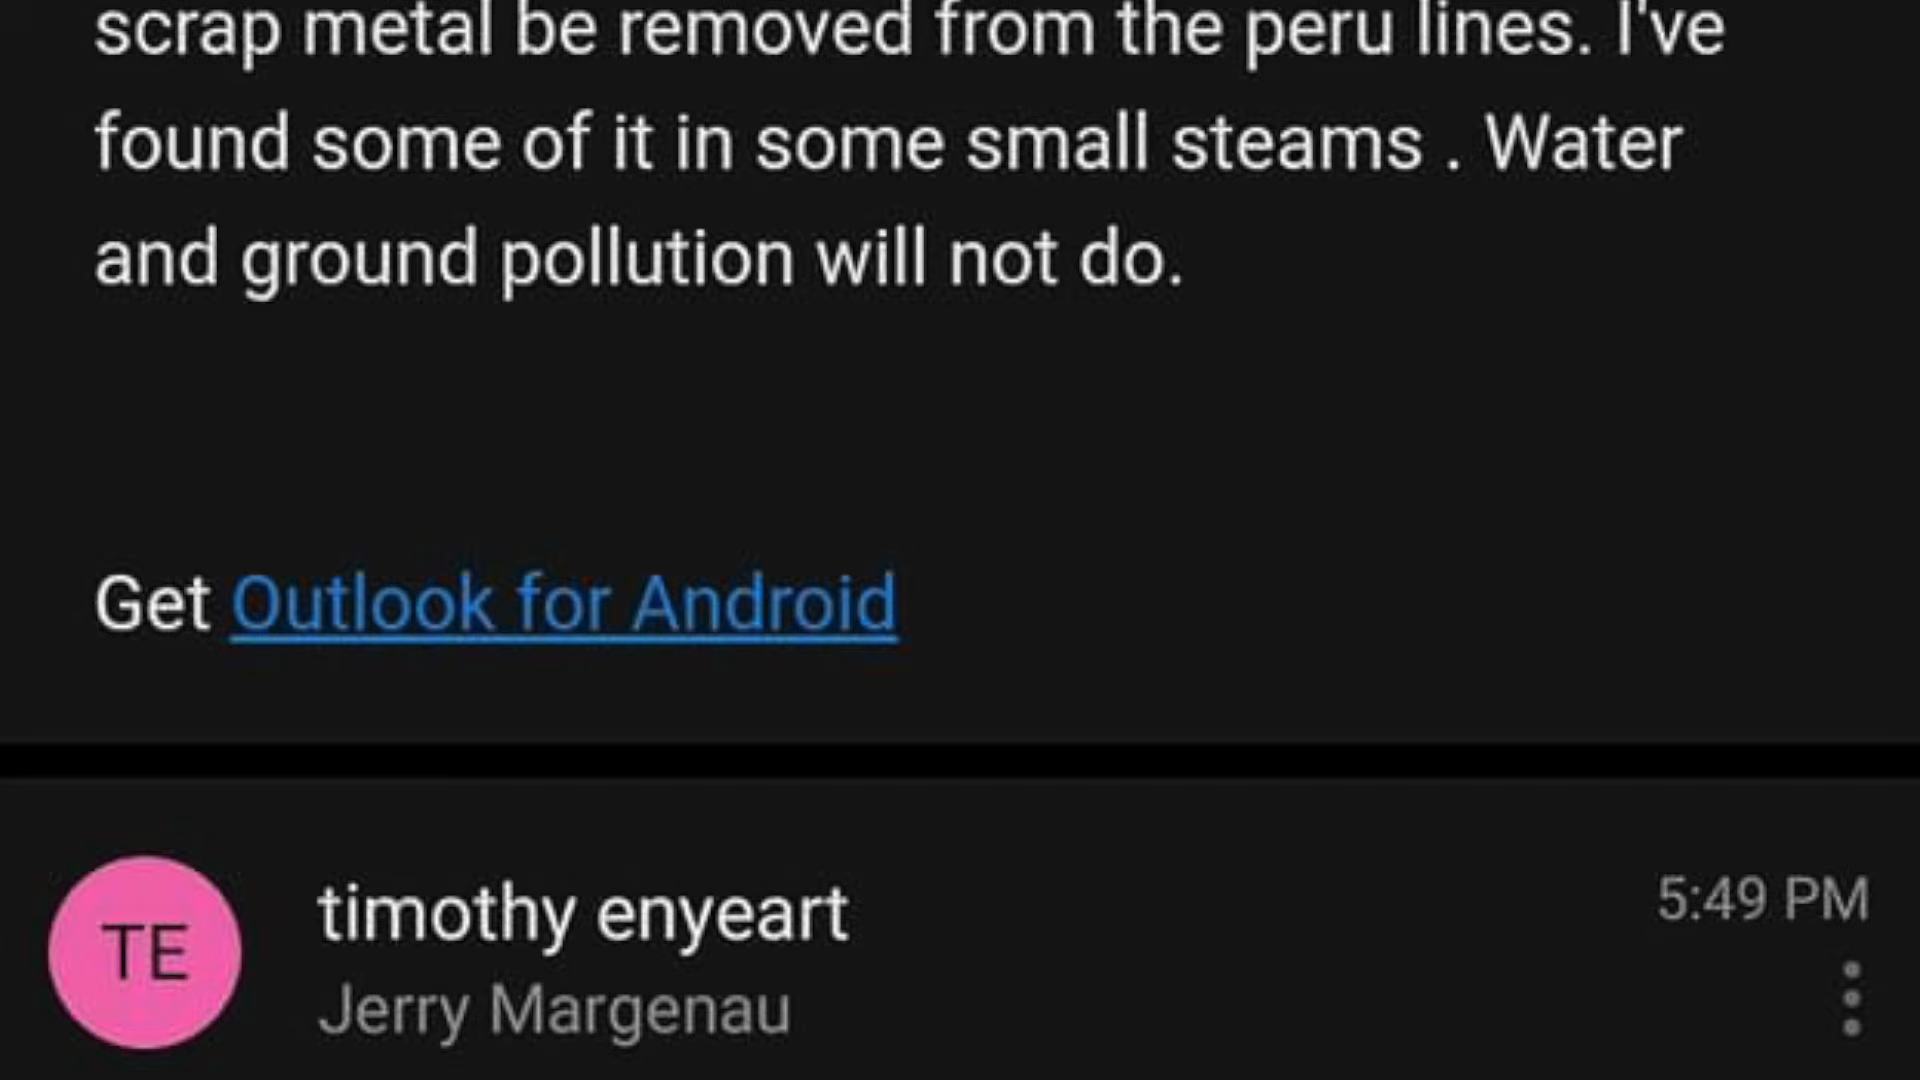 scrap metal be removed from the peru lines. I've
found some of it in some small steams . Water
and ground pollution will not do.
Get Outlook for Android
TE
timothy enyeart
5:49 PM
Jerry Margenau